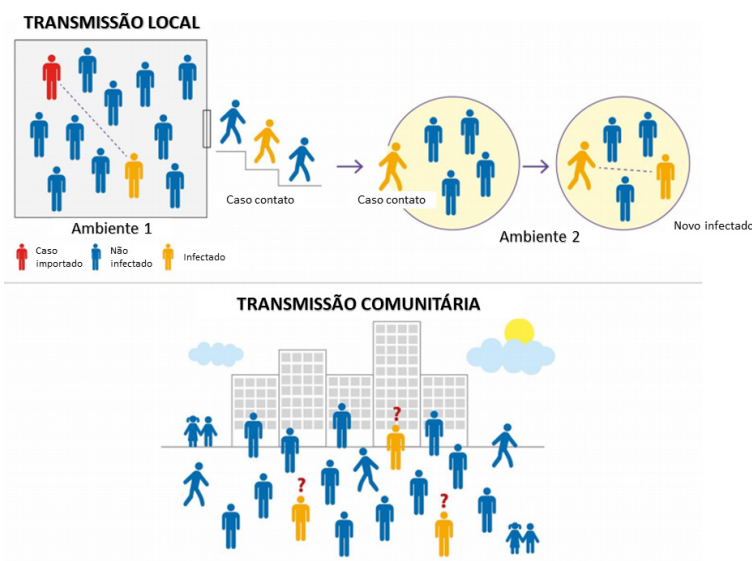 TRANSMISSÃO LOCAL
Caso contato
Caso contato
Ambiente 1
Ambiente 2
Novo infectado
Caso
importado
Não
infectado
Infectado
TRANSMISSÃO COMUNITÁRIA
?
?
?